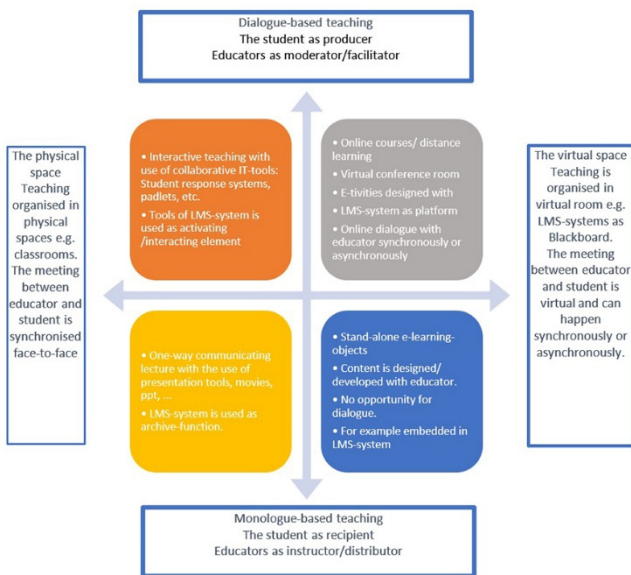 Dialogue-based teaching
The student as producer
Educators as moderator/facilitator
The physical
space
Teaching
organised in
physical
spaces e.g.
classrooms.
The meeting
between
educator and
student is
synchronised
face-to-face
• Interactive teaching with
use of collaborative IT-tools:
Student response systems,
padlets, etc.
• Tools of LMS-system is
used as activating
/interacting element
• Online courses/ distance
learning
• Virtual conference room
• E-tivities designed with
• LMS-system as platform
• Online dialogue with
educator synchronously or
asynchronously
The virtual space
Teaching is
organised in
virtual room e.g.
LMS-systems as
Blackboard.
The meeting
between educator
and student is
virtual and can
happen
synchronously or
asynchronously.
• One-way communicating
lecture with the use of
presentation tools, movies,
ppt, ...
• LMS-system is used as
archive-function.
• Stand-alone e-learning-
objects
• Content is designed/
developed with educator.
• No opportunity for
dialogue.
• For example embedded in
LMS-system
Monologue-based teaching
The student as recipient
Educators as instructor/distributor